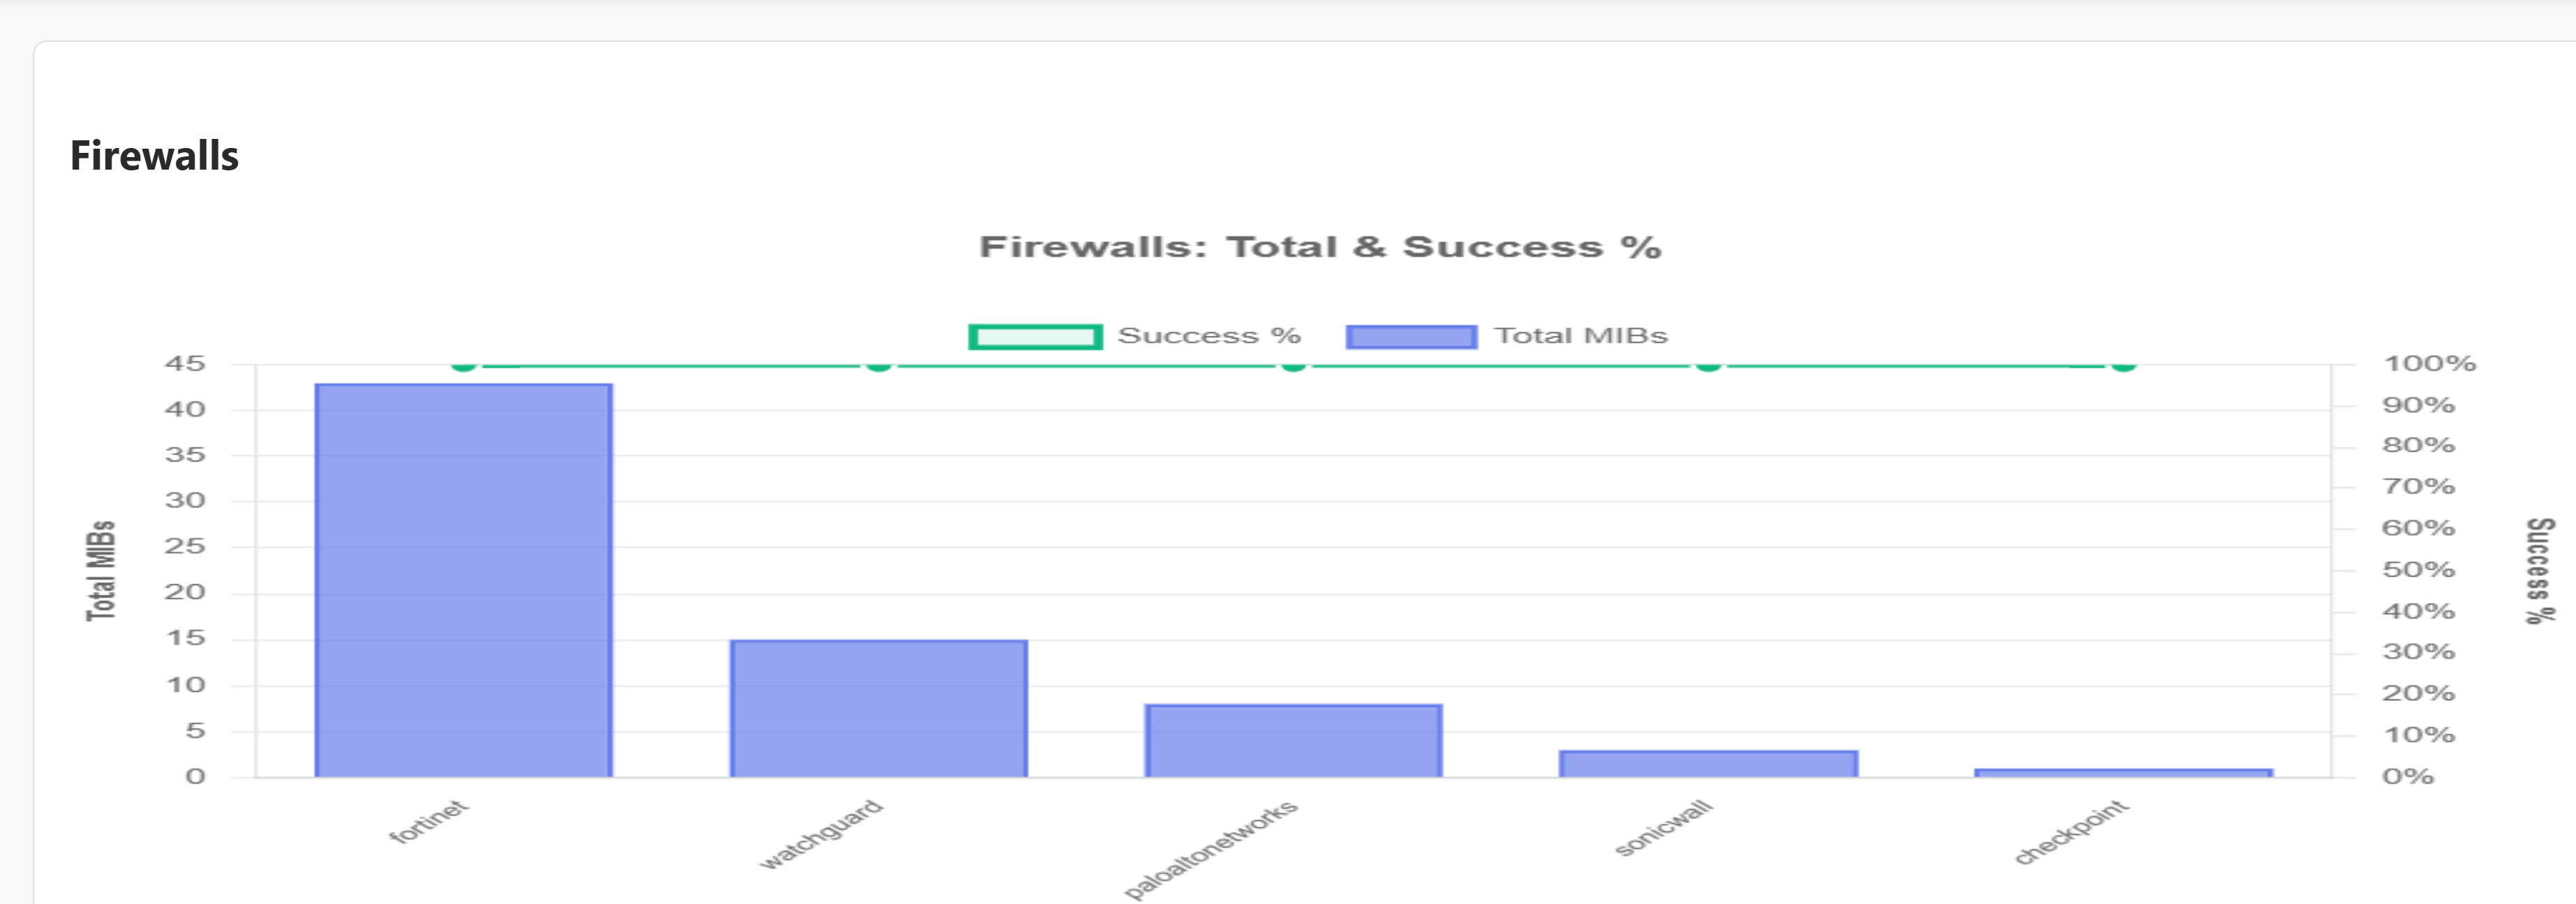 Firewalls
Firewalls: Total & Success %
Success %
Total MIBs
45
40
35
30
25
20
15
10
5
0
Total MIBs
100%
90%
80%
70%
60%
50%
40%
30%
20%
10%
0%
Success %
fortinet
watchguard
paloaltonetworks
sonicwall
checkpoint